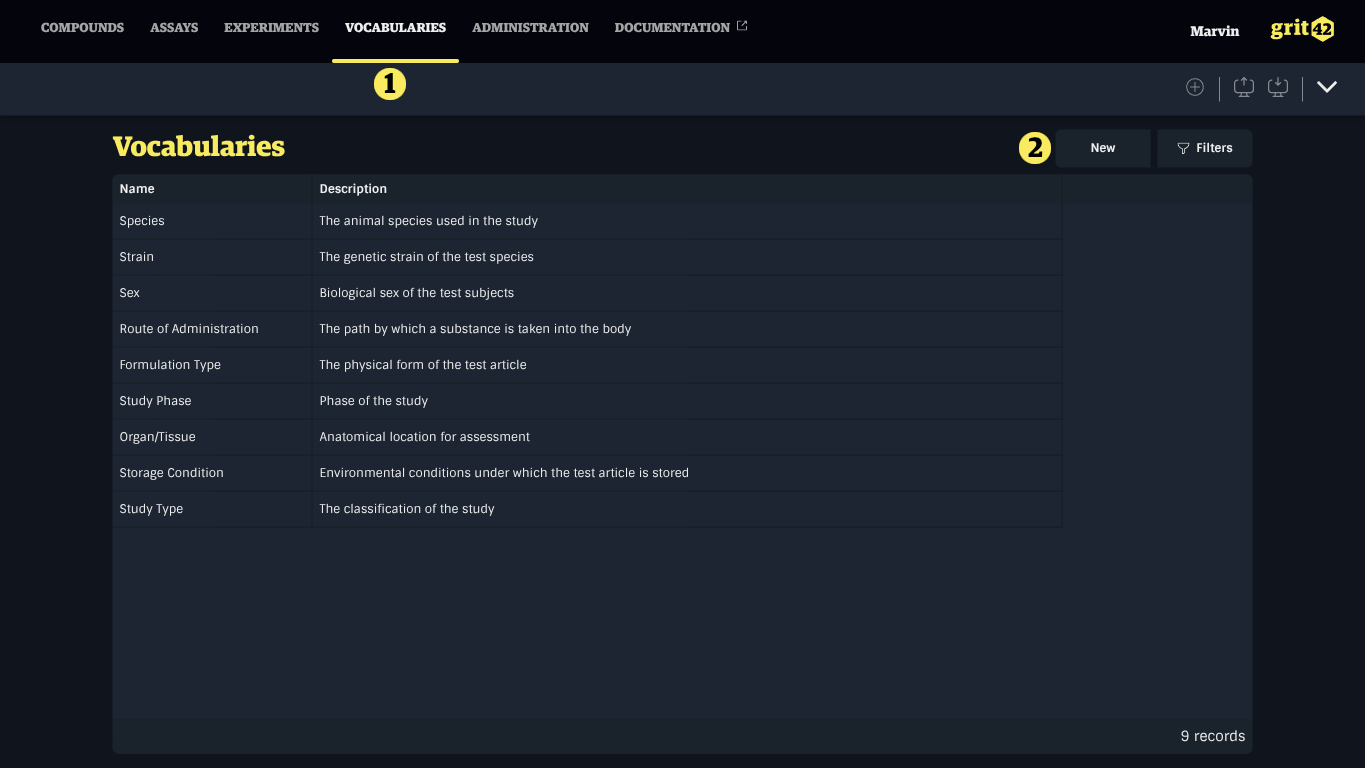 COMPOUNDS ASSAYS EXPERIMENTS VOCABULARIES ADMINISTRATION DOCUMENTATION Marvin grit42
1
Vocabularies 2 New Filters
Name Description
Species The animal species used in the study
Strain The genetic strain of the test species
Sex Biological sex of the test subjects
Route of Administration The path by which a substance is taken into the body
Formulation Type The physical form of the test article
Study Phase Phase of the study
Organ/Tissue Anatomical location for assessment
Storage Condition Environmental conditions under which the test article is stored
Study Type The classification of the study
9 records